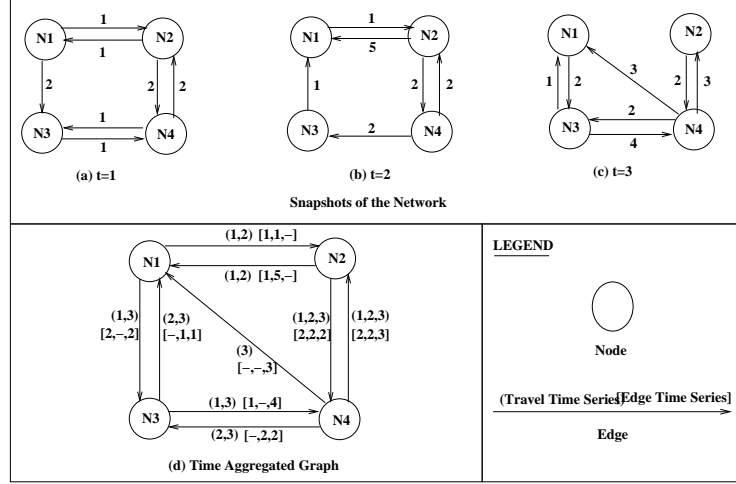 N1 1 N2
1
2 2 2
1
N3 N4
1
(a) t=1
N1 1 N2
5
1 2 2
N3 2 N4
(b) t=2
N1 N2
3
1 2 2 3
2
N3 N4
4
(c) t=3
Snapshots of the Network
(1,2) [1,1,−]
N1 N2
(1,2) [1,5,−]
(1,3) (2,3) (1,2,3) (1,2,3)
[2,−,2] [−,1,1] [2,2,2] [2,2,3]
(3)
[−,−,3]
(1,3) [1,−,4]
N3 N4
(2,3) [−,2,2]
(d) Time Aggregated Graph
LEGEND
Node
(Travel Time Series) [Edge Time Series]
Edge